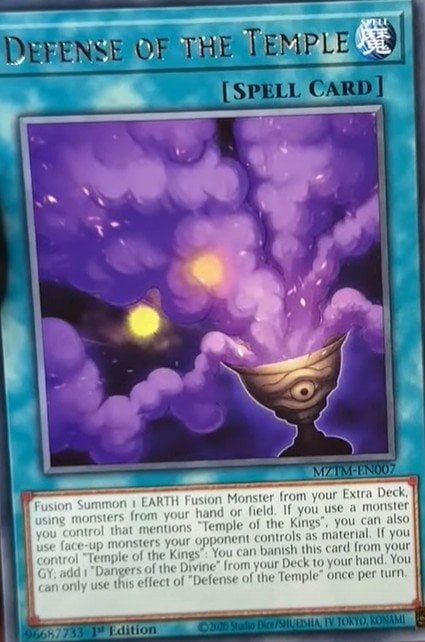 DEFENSE OF THE TEMPLE
SPELL
魔
[SPELL CARD]
MZTM-EN007
Fusion Summon 1 EARTH Fusion Monster from your Extra Deck,
using monsters from your hand or field. If you use a monster
you control that mentions "Temple of the Kings", you can also
use face-up monsters your opponent controls as material. If you
control "Temple of the Kings": You can banish this card from your
GY; add 1 "Dangers of the Divine" from your Deck to your hand. You
can only use this effect of "Defense of the Temple" once per turn.
96687733 1st Edition
©2020 Studio Dice/SHUEISHA, TV TOKYO, KONAMI